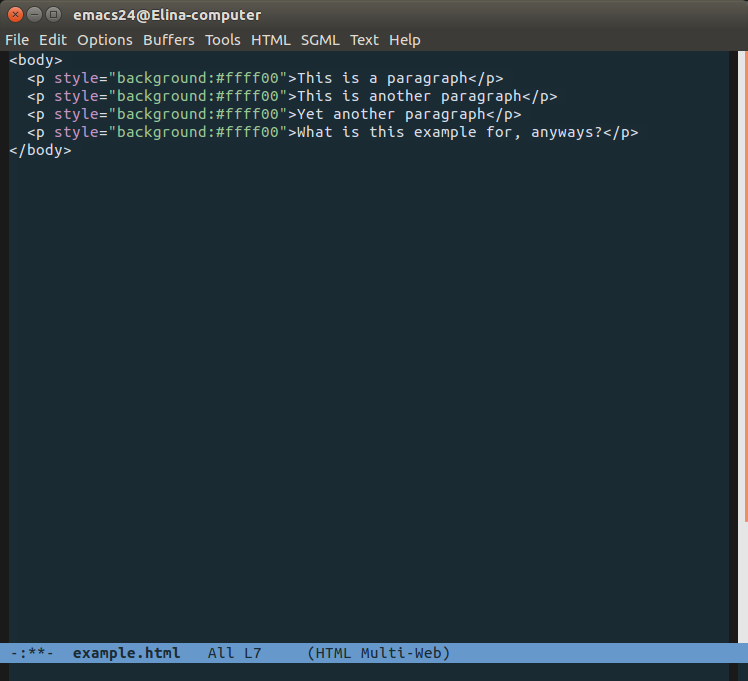 emacs24@Elina-computer
File Edit Options Buffers Tools HTML SGML Text Help
<body>
  <p style="background:#ffff00">This is a paragraph</p>
  <p style="background:#ffff00">This is another paragraph</p>
  <p style="background:#ffff00">Yet another paragraph</p>
  <p style="background:#ffff00">What is this example for, anyways?</p>
</body>
-:**-  example.html   All L7     (HTML Multi-Web)